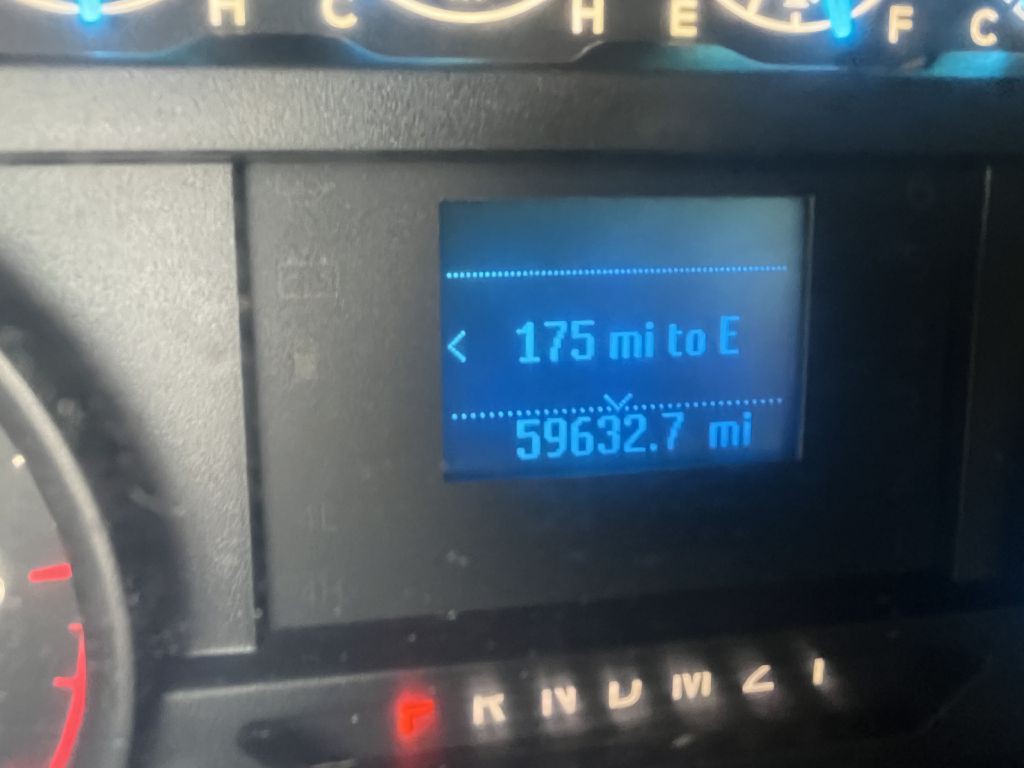 H C H E F C
< 175 mi to E
59632.7 mi
P R N D M 2 1